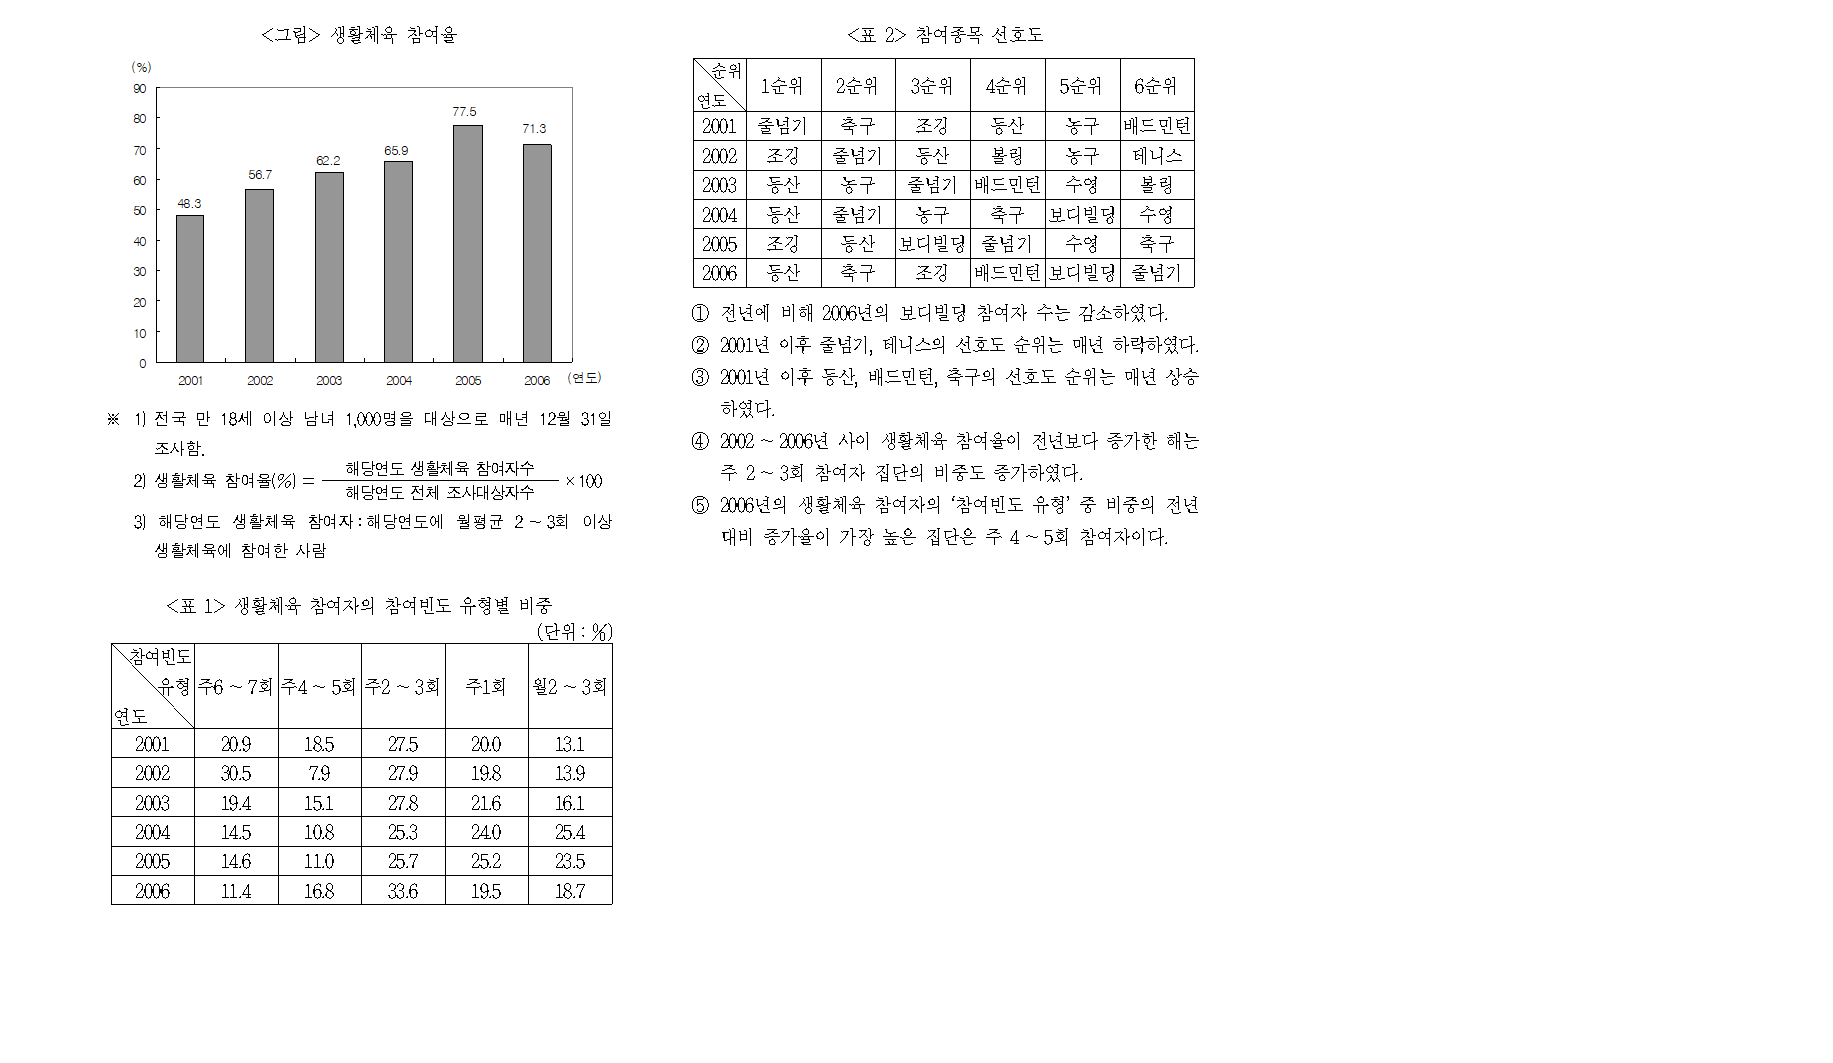 <그림> 생활체육 참여율
(%)
90
80
70
60
50
40
30
20
10
0
48.3
56.7
62.2
65.9
77.5
71.3
2001 2002 2003 2004 2005 2006 (연도)
※ 1) 전국 만 18세 이상 남녀 1,000명을 대상으로 매년 12월 31일
조사함.
2) 생활체육 참여율(%) = 해당연도 생활체육 참여자수 / 해당연도 전체 조사대상자수 × 100
3) 해당연도 생활체육 참여자 : 해당연도에 월평균 2 ~ 3회 이상
생활체육에 참여한 사람
<표 1> 생활체육 참여자의 참여빈도 유형별 비중
(단위 : %)
참여빈도 유형 연도 주6 ~ 7회 주4 ~ 5회 주2 ~ 3회 주1회 월2 ~ 3회
2001 20.9 18.5 27.5 20.0 13.1
2002 30.5 7.9 27.9 19.8 13.9
2003 19.4 15.1 27.8 21.6 16.1
2004 14.5 10.8 25.3 24.0 25.4
2005 14.6 11.0 25.7 25.2 23.5
2006 11.4 16.8 33.6 19.5 18.7
<표 2> 참여종목 선호도
순위 연도 1순위 2순위 3순위 4순위 5순위 6순위
2001 줄넘기 축구 조깅 등산 농구 배드민턴
2002 조깅 줄넘기 등산 볼링 농구 테니스
2003 등산 농구 줄넘기 배드민턴 수영 볼링
2004 등산 줄넘기 농구 축구 보디빌딩 수영
2005 조깅 등산 보디빌딩 줄넘기 수영 축구
2006 등산 축구 조깅 배드민턴 보디빌딩 줄넘기
① 전년에 비해 2006년의 보디빌딩 참여자 수는 감소하였다.
② 2001년 이후 줄넘기, 테니스의 선호도 순위는 매년 하락하였다.
③ 2001년 이후 등산, 배드민턴, 축구의 선호도 순위는 매년 상승
하였다.
④ 2002 ~ 2006년 사이 생활체육 참여율이 전년보다 증가한 해는
주 2 ~ 3회 참여자 집단의 비중도 증가하였다.
⑤ 2006년의 생활체육 참여자의 ‘참여빈도 유형’ 중 비중의 전년
대비 증가율이 가장 높은 집단은 주 4 ~ 5회 참여자이다.